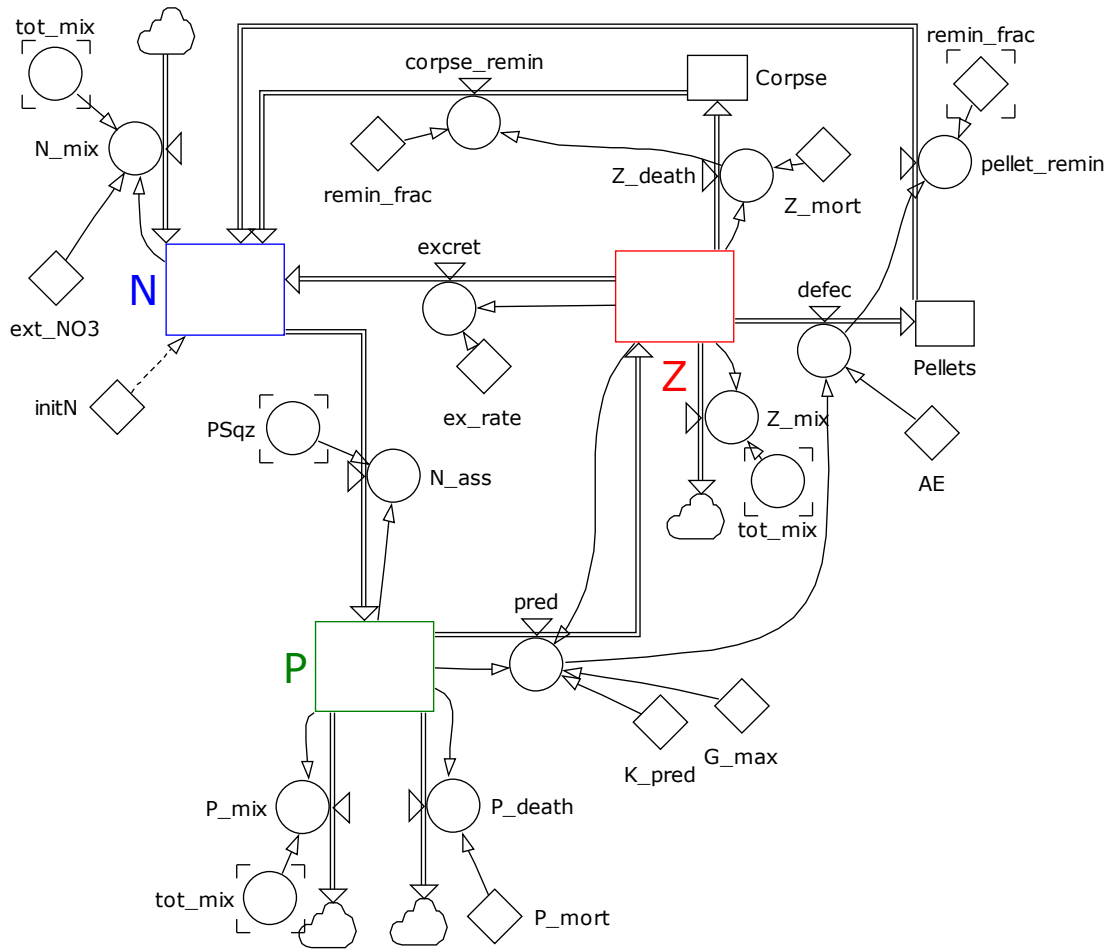 tot_mix
remin_frac
corpse_remin
Corpse
N_mix
pellet_remin
Z_death
remin_frac
Z_mort
excret
N
defec
ext_NO3
Pellets
Z
initN
ex_rate
Z_mix
PSqz
N_ass
AE
tot_mix
pred
P
G_max
K_pred
P_mix
P_death
tot_mix
P_mort